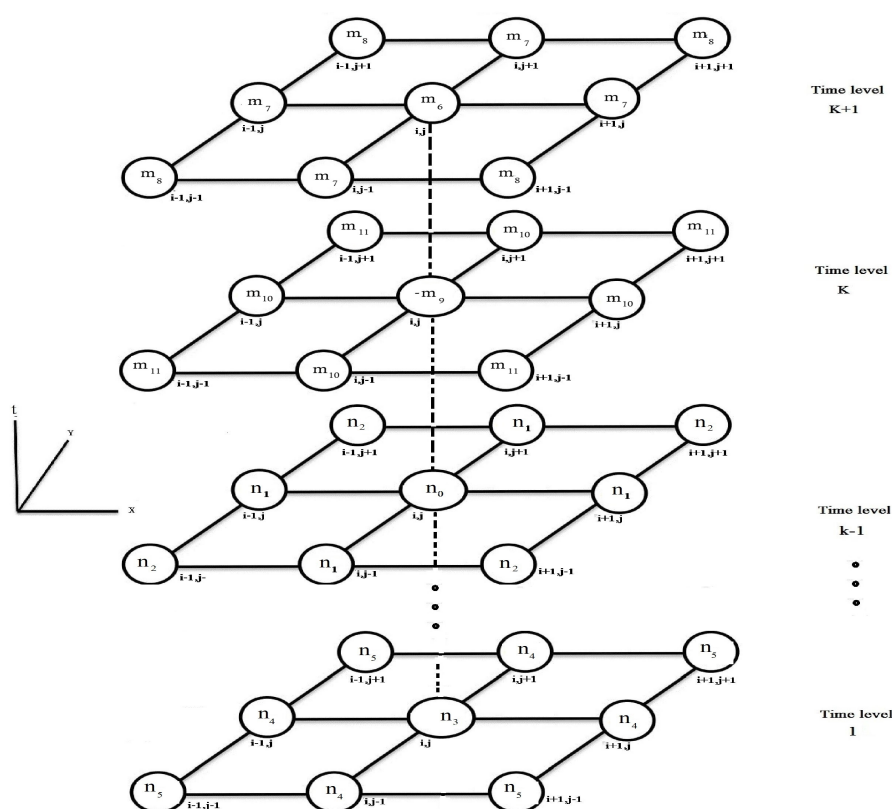 m₈ m₇ m₈
i-1,j+1 i,j+1 i+1,j+1
m₇ m₆ m₇
i-1,j i,j i+1,j
m₈ m₇ m₈
i-1,j-1 i,j-1 i+1,j-1
Time level
K+1
m₁₁ m₁₀ m₁₁
i-1,j+1 i,j+1 i+1,j+1
m₁₀ -m₉ m₁₀
i-1,j i,j i+1,j
m₁₁ m₁₀ m₁₁
i-1,j-1 i,j-1 i+1,j-1
Time level
K
t
Y
X
n₂ n₁ n₂
i-1,j+1 i,j+1 i+1,j+1
n₁ n₀ n₁
i-1,j i,j i+1,j
n₂ n₁ n₂
i-1,j- i,j-1 i+1,j-1
Time level
k-1
n₅ n₄ n₅
i-1,j+1 i,j+1 i+1,j+1
n₄ n₃ n₄
i-1,j i,j i+1,j
n₅ n₄ n₅
i-1,j-1 i,j-1 i+1,j-1
Time level
1